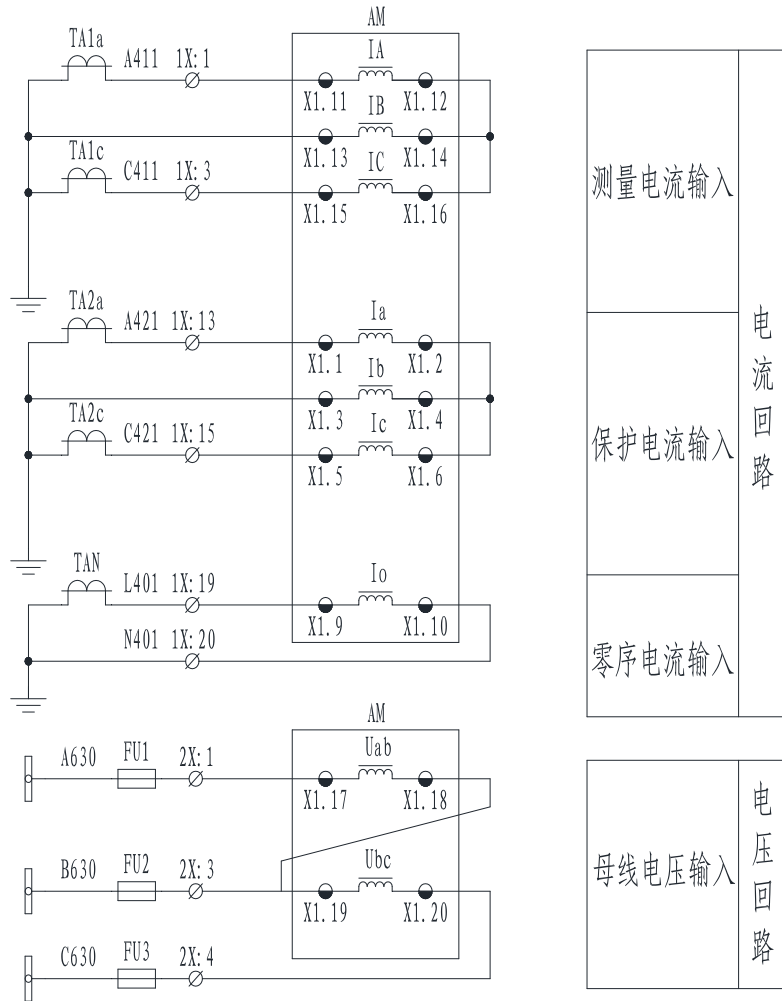 AM
TA1a A411 1X:1 IA
X1.11 X1.12
IB
X1.13 X1.14
TA1c C411 1X:3 IC
X1.15 X1.16
测量电流输入
TA2a A421 1X:13 Ia
X1.1 X1.2
Ib
X1.3 X1.4
TA2c C421 1X:15 Ic
X1.5 X1.6
保护电流输入
TAN L401 1X:19 Io
X1.9 X1.10
N401 1X:20
零序电流输入
电流回路
AM
A630 FU1 2X:1 Uab
X1.17 X1.18
B630 FU2 2X:3 Ubc
X1.19 X1.20
C630 FU3 2X:4
母线电压输入
电压回路